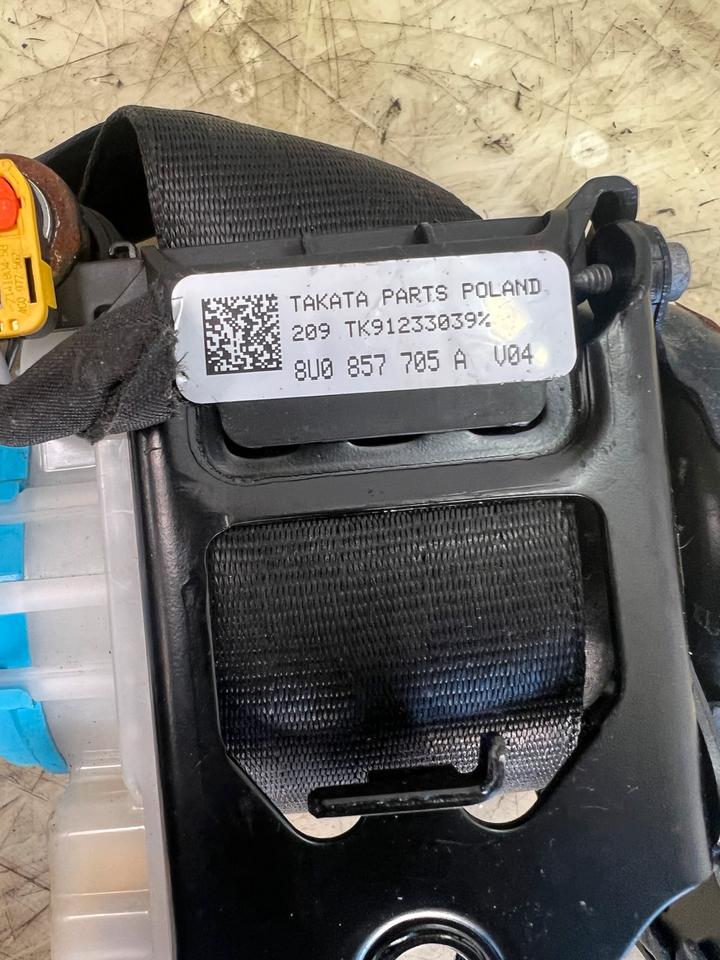 TAKATA PARTS POLAND
209 TK91233039%
8U0 857 705 A V04